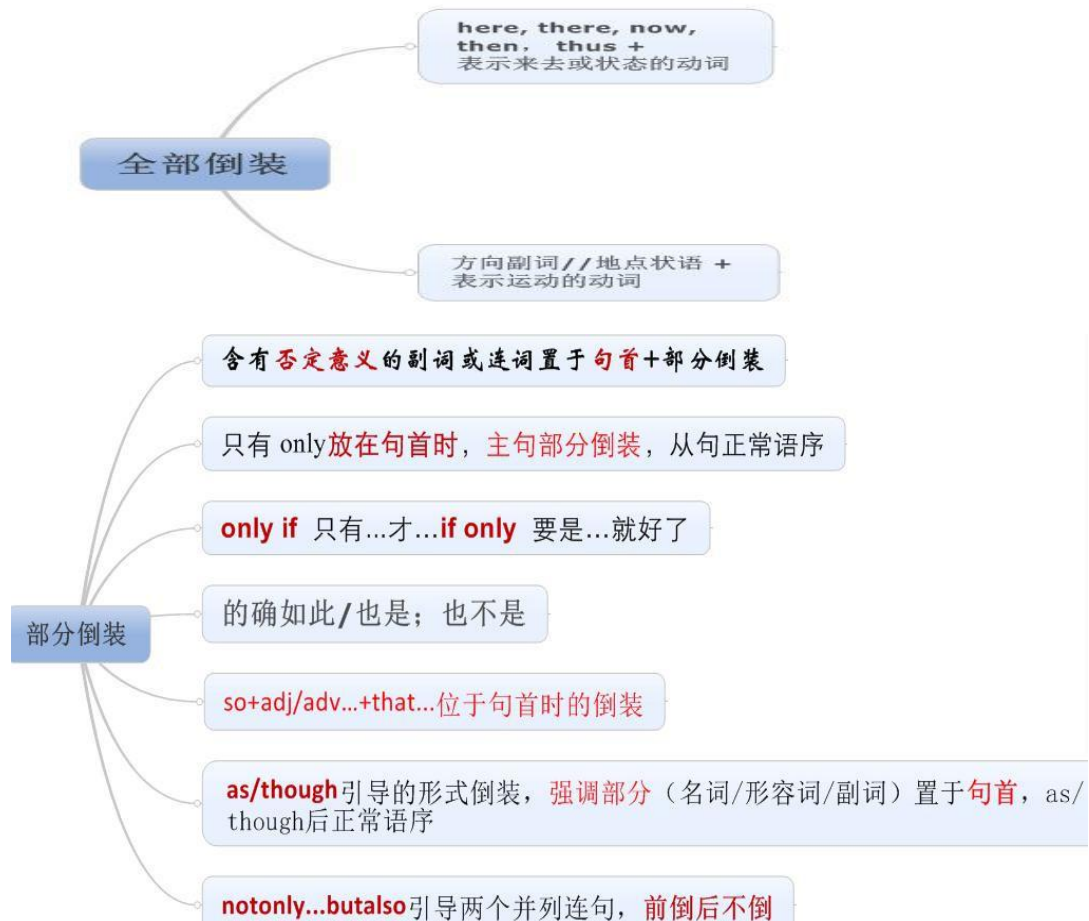 here, there, now,
then， thus +
表示来去或状态的动词
全部倒装
方向副词//地点状语 +
表示运动的动词
含有否定意义的副词或连词置于句首+部分倒装
只有 only放在句首时，主句部分倒装，从句正常语序
only if 只有...才...if only 要是...就好了
部分倒装
的确如此/也是；也不是
so+adj/adv...+that...位于句首时的倒装
as/though引导的形式倒装，强调部分（名词/形容词/副词）置于句首，as/
though后正常语序
notonly...butalso引导两个并列连句，前倒后不倒